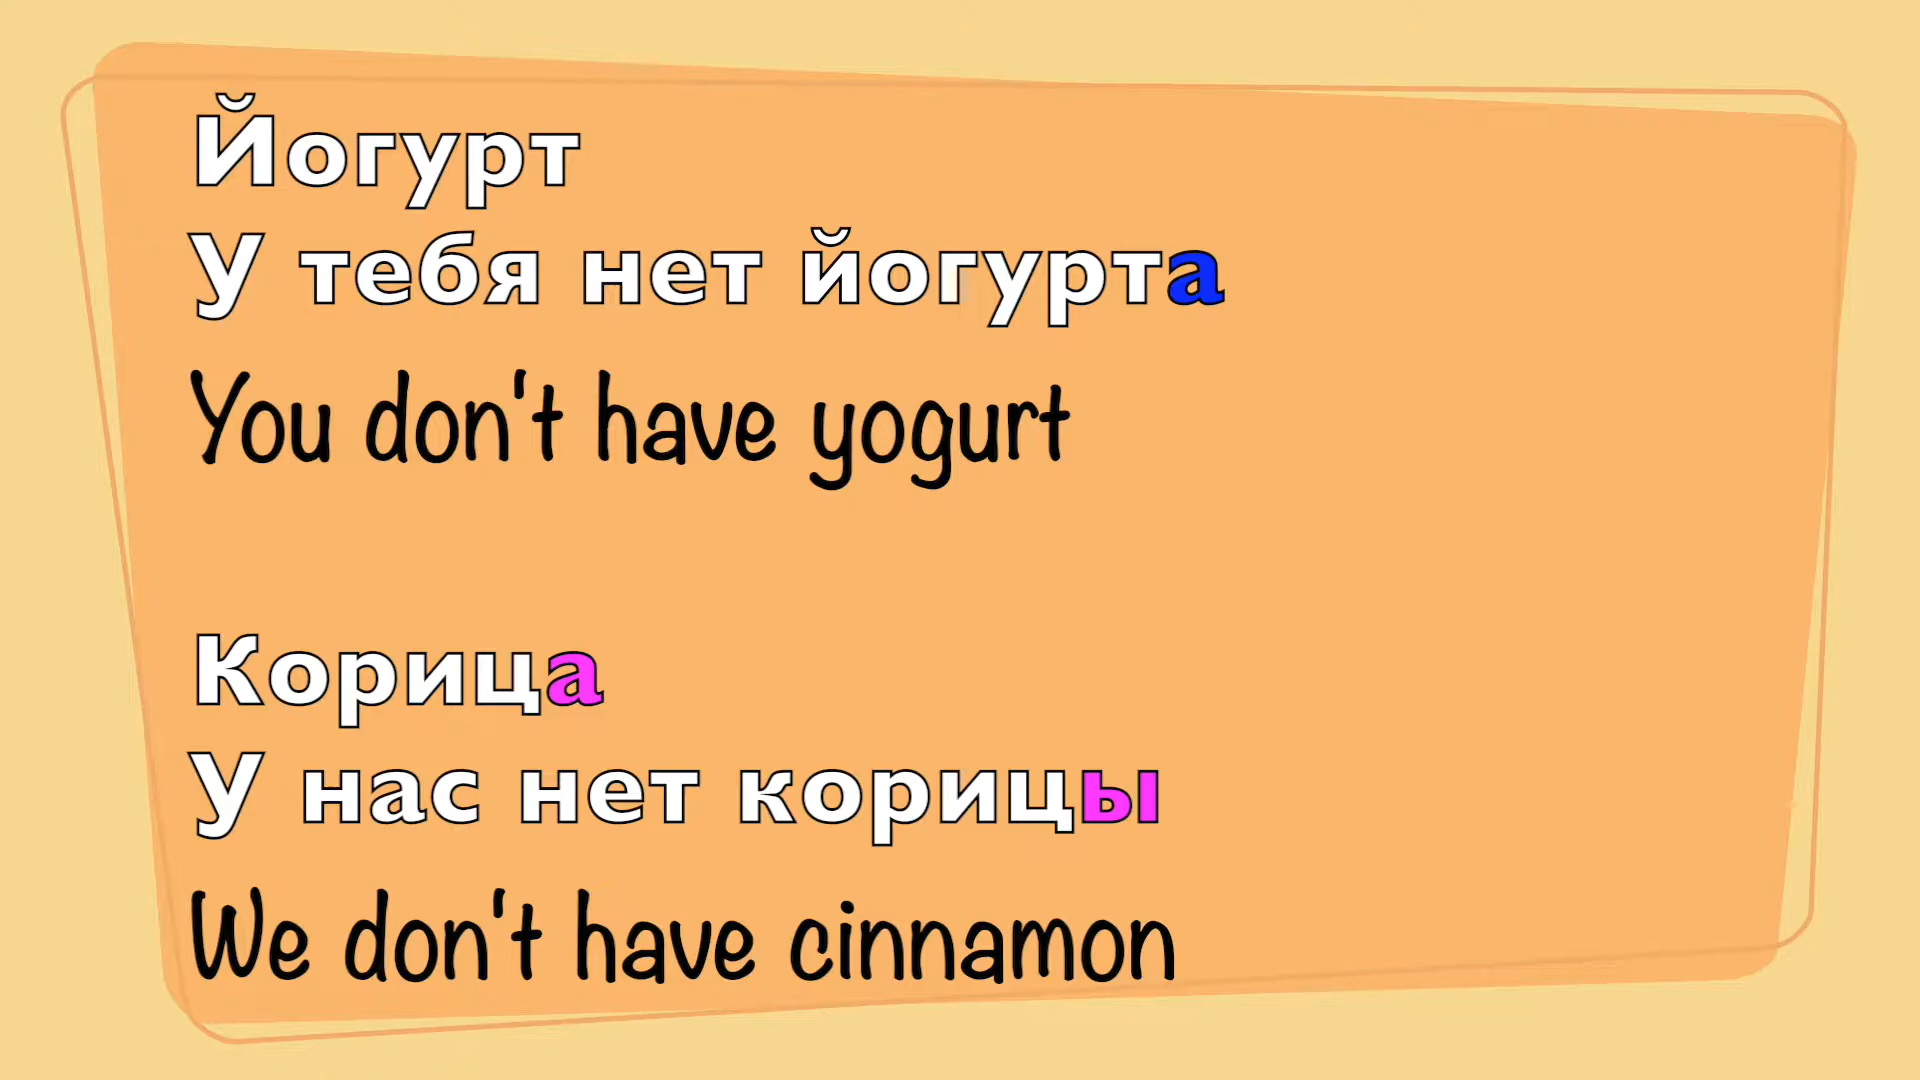 Йогурт
У тебя нет йогурта
You don't have yogurt
Корица
У нас нет корицы
We don't have cinnamon